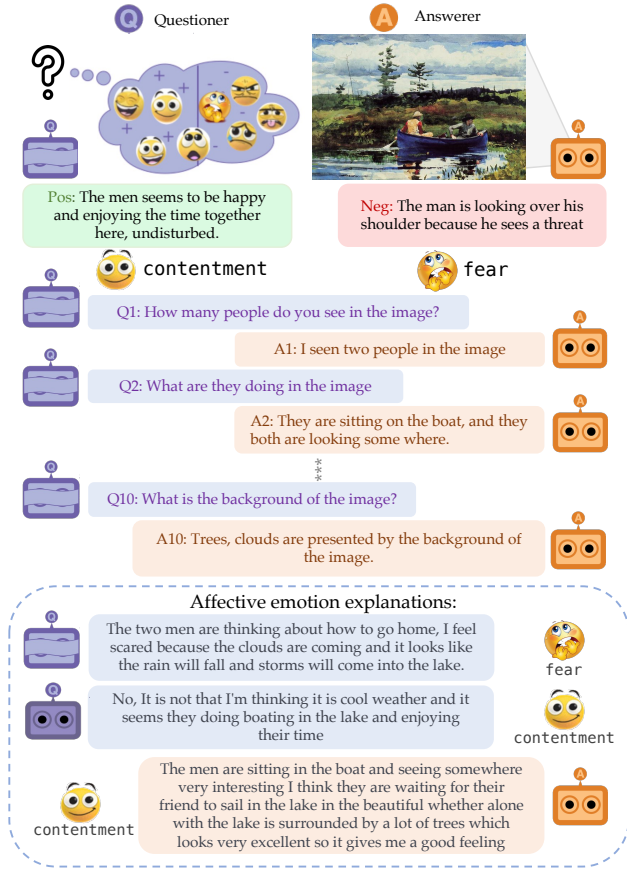 Q Questioner
A Answerer
Pos: The men seems to be happy
and enjoying the time together
here, undisturbed.
Neg: The man is looking over his
shoulder because he sees a threat
contentment
fear
Q
Q1: How many people do you see in the image?
A
A1: I seen two people in the image
Q
Q2: What are they doing in the image
A
A2: They are sitting on the boat, and they
both are looking some where.
***
Q
Q10: What is the background of the image?
A
A10: Trees, clouds are presented by the background of
the image.
Affective emotion explanations:
Q
The two men are thinking about how to go home, I feel
scared because the clouds are coming and it looks like
the rain will fall and storms will come into the lake.
fear
Q
No, It is not that I'm thinking it is cool weather and it
seems they doing boating in the lake and enjoying
their time
contentment
contentment
The men are sitting in the boat and seeing somewhere
very interesting I think they are waiting for their
friend to sail in the lake in the beautiful whether alone
with the lake is surrounded by a lot of trees which
looks very excellent so it gives me a good feeling
A